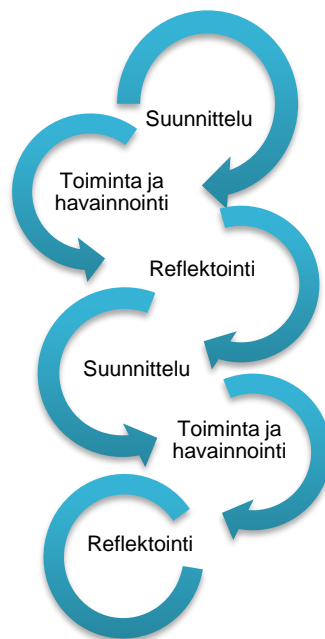 Suunnittelu
Toiminta ja
havainnointi
Reflektointi
Suunnittelu
Toiminta ja
havainnointi
Reflektointi